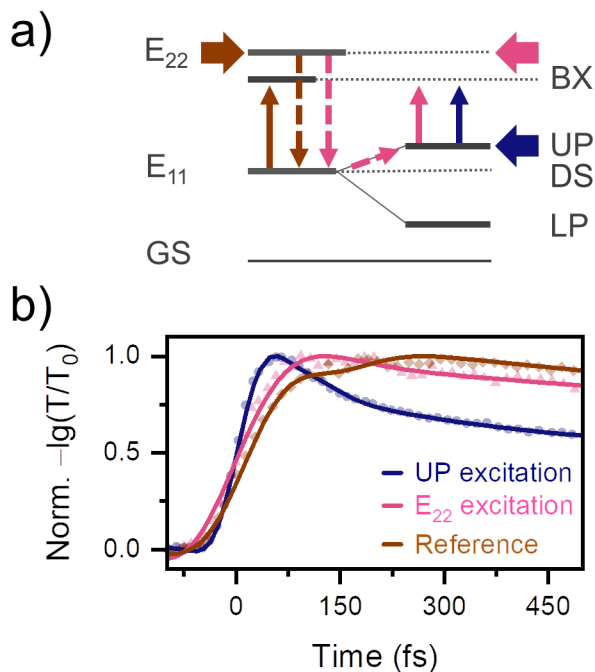 a)
E₂₂
BX
UP
E₁₁
DS
LP
GS
b)
Norm. −lg(T/T₀)
1.0
0.5
0.0
UP excitation
E₂₂ excitation
Reference
0 150 300 450
Time (fs)